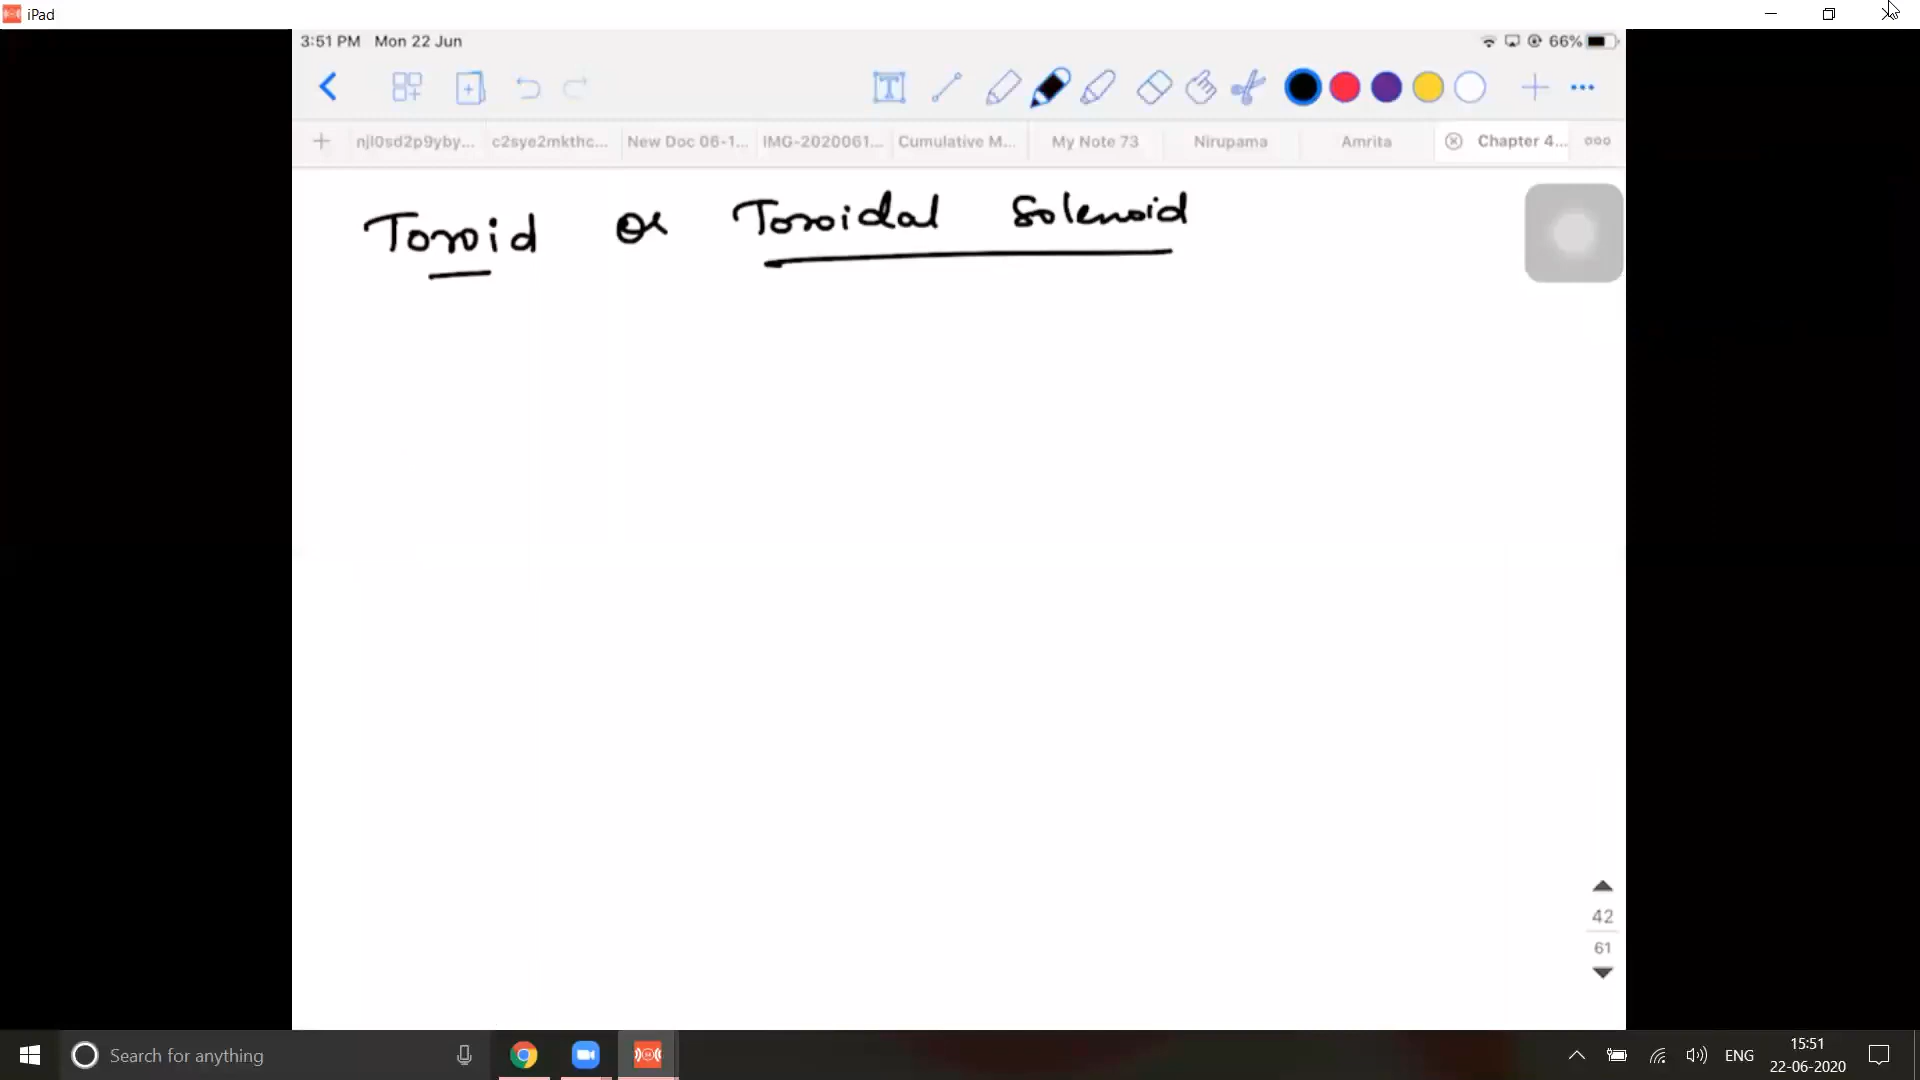 iPad
3:51 PM Mon 22 Jun
66%
njl0sd2p9yby... c2sye2mkthc... New Doc 06-1... IMG-2020061... Cumulative M... My Note 73 Nirupama Amrita Chapter 4...
Toroid or Toroidal Solenoid
42
61
Search for anything
ENG
15:51
22-06-2020